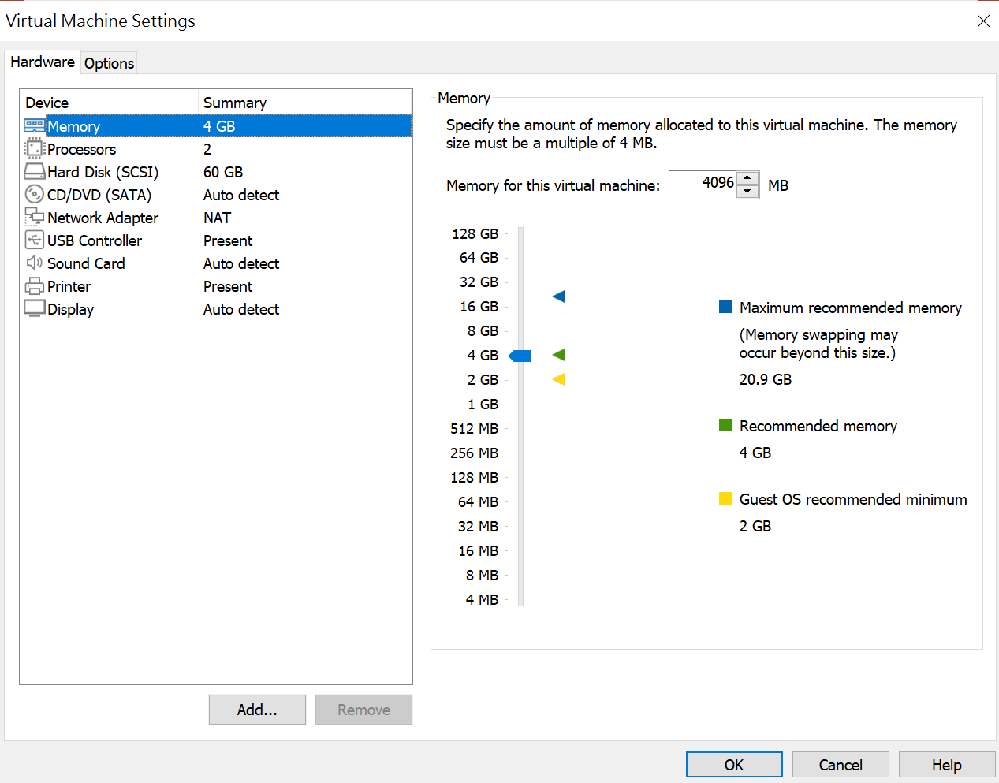 Virtual Machine Settings
Hardware Options
Device Summary
Memory 4 GB
Processors 2
Hard Disk (SCSI) 60 GB
CD/DVD (SATA) Auto detect
Network Adapter NAT
USB Controller Present
Sound Card Auto detect
Printer Present
Display Auto detect
Add...
Remove
Memory
Specify the amount of memory allocated to this virtual machine. The memory
size must be a multiple of 4 MB.
Memory for this virtual machine: 4096 MB
128 GB
64 GB
32 GB
16 GB
8 GB
4 GB
2 GB
1 GB
512 MB
256 MB
128 MB
64 MB
32 MB
16 MB
8 MB
4 MB
Maximum recommended memory
(Memory swapping may
occur beyond this size.)
20.9 GB
Recommended memory
4 GB
Guest OS recommended minimum
2 GB
OK
Cancel
Help